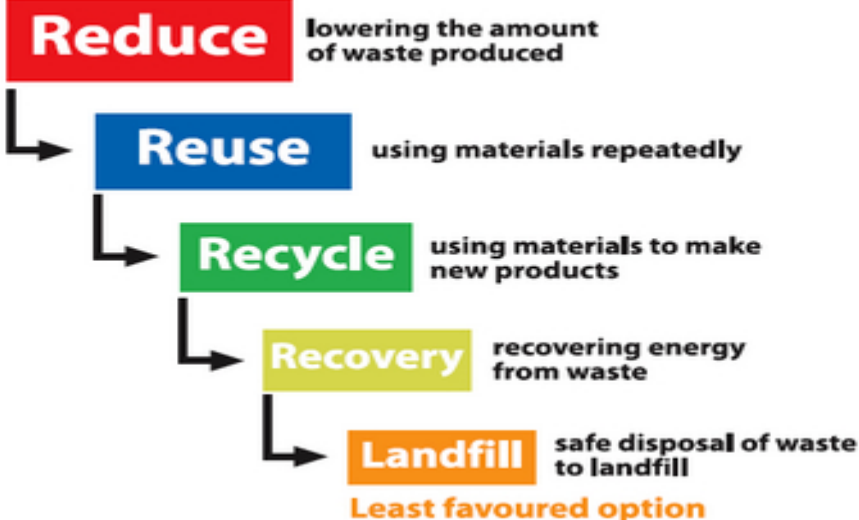 Reduce
lowering the amount
of waste produced
Reuse
using materials repeatedly
Recycle
using materials to make
new products
Recovery
recovering energy
from waste
Landfill
safe disposal of waste
to landfill
Least favoured option